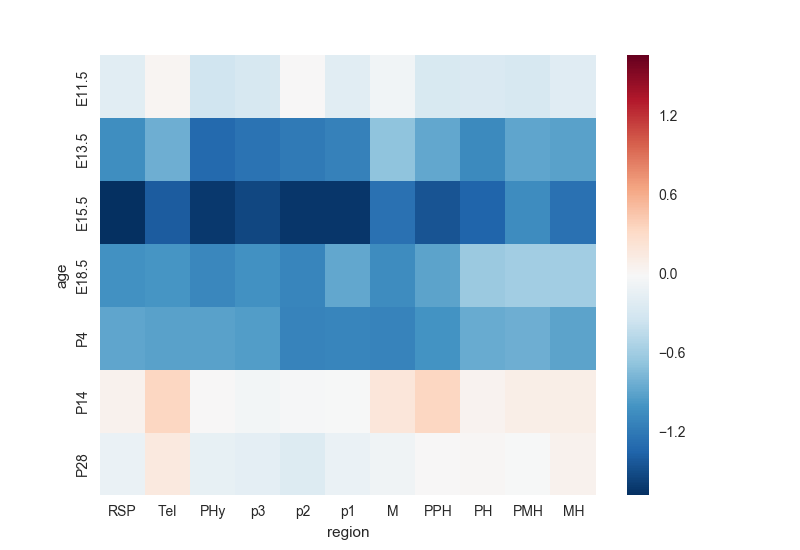 E11.5
E13.5
E15.5
E18.5
P4
P14
P28
age
RSP Tel PHy p3 p2 p1 M PPH PH PMH MH
region
1.2
0.6
0.0
−0.6
−1.2